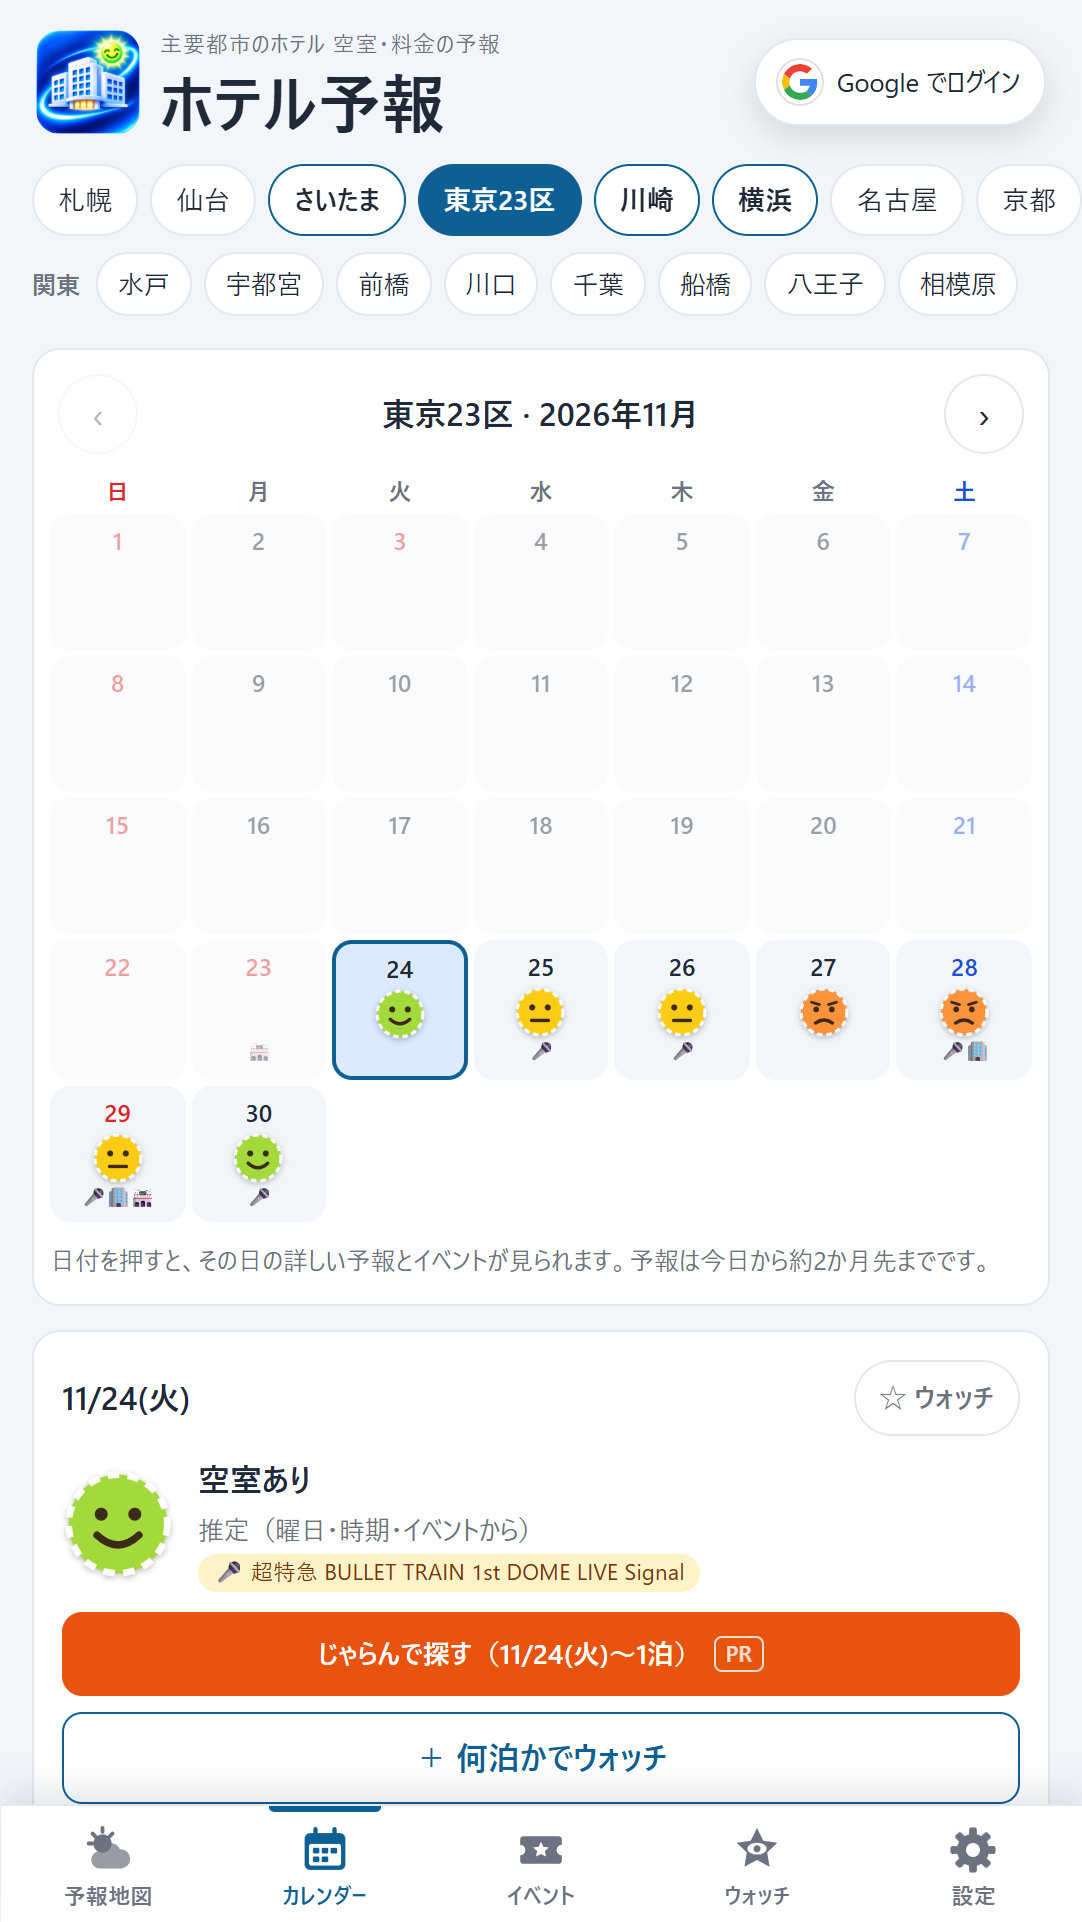 主要都市のホテル 空室・料金の予報
ホテル予報
Google でログイン
札幌 仙台 さいたま 東京23区 川崎 横浜 名古屋 京都
関東 水戸 宇都宮 前橋 川口 千葉 船橋 八王子 相模原
‹ 東京23区 · 2026年11月 ›
日 月 火 水 木 金 土
1 2 3 4 5 6 7
8 9 10 11 12 13 14
15 16 17 18 19 20 21
22 23 24 25 26 27 28
29 30
日付を押すと、その日の詳しい予報とイベントが見られます。予報は今日から約2か月先までです。
11/24(火)
☆ ウォッチ
空室あり
推定（曜日・時期・イベントから）
超特急 BULLET TRAIN 1st DOME LIVE Signal
じゃらんで探す（11/24(火)〜1泊） PR
＋ 何泊かでウォッチ
予報地図 カレンダー イベント ウォッチ 設定